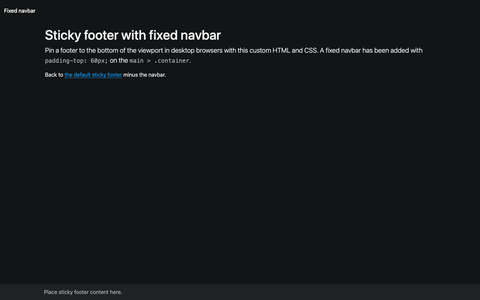 Fixed navbar
Sticky footer with fixed navbar
Pin a footer to the bottom of the viewport in desktop browsers with this custom HTML and CSS. A fixed navbar has been added with
padding-top: 60px; on the main > .container.
Back to the default sticky footer minus the navbar.
Place sticky footer content here.